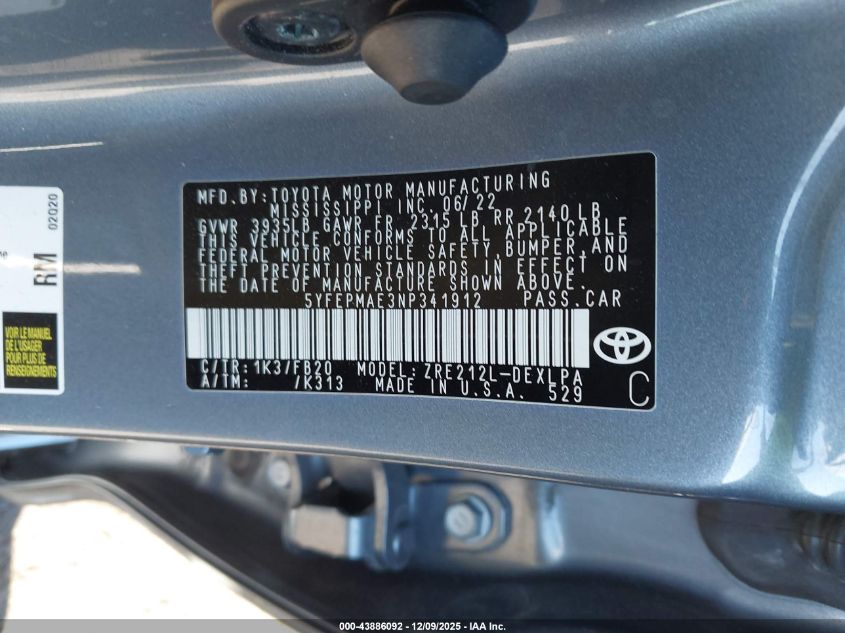 MFD.BY:TOYOTA MOTOR MANUFACTURING
MISSISSIPPI INC. 06/22
GVWR 3935LB GAWR FR 2315 LB RR 2140 LB
THIS VEHICLE CONFORMS TO ALL APPLICABLE
FEDERAL MOTOR VEHICLE SAFETY,BUMPER,AND
THEFT PREVENTION STANDARDS IN EFFECT ON
THE DATE OF MANUFACTURE SHOWN ABOVE.
5YFEPMAE3NP341912 PASS.CAR
C/TR:1K3/FB20 MODEL:ZRE212L-DEXLPA
A/TM: /K313 MADE IN U.S.A. 529
C
02020
RM
VOIR LE MANUEL
DE L'USAGER
POUR PLUS DE
RENSEIGNEMENTS
000-43886092 - 12/09/2025 - IAA Inc.